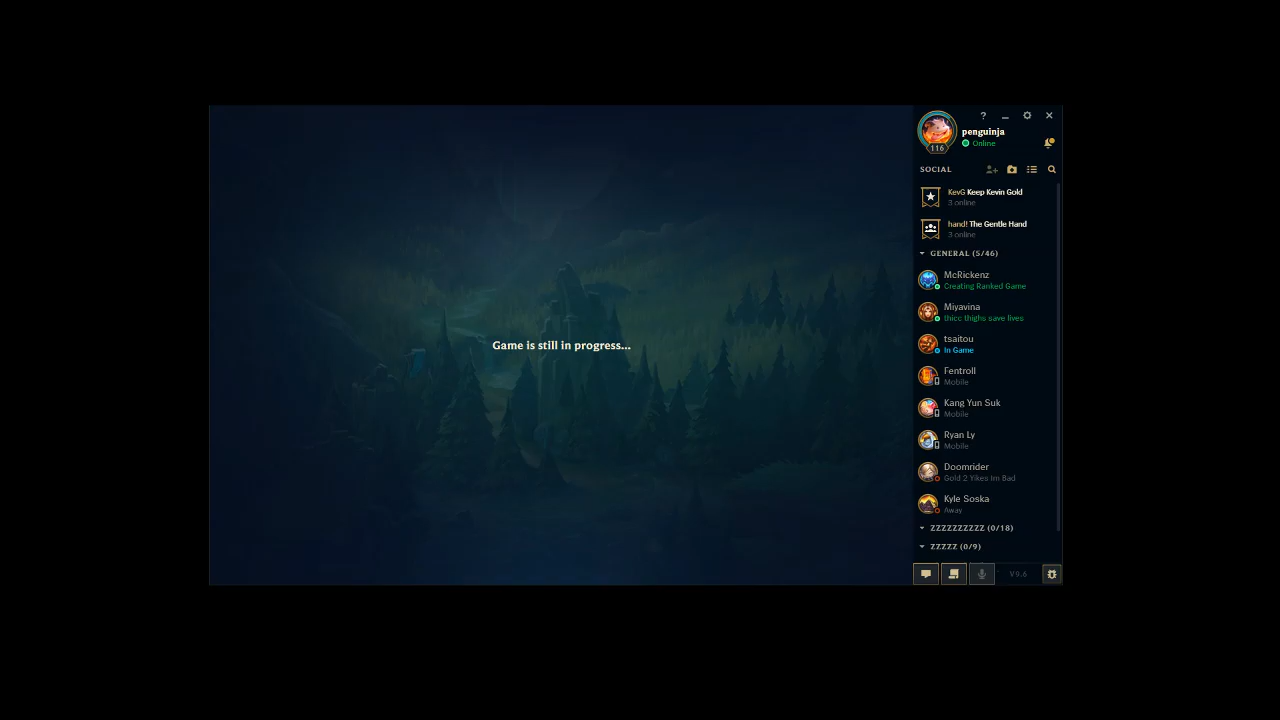 ?
penguinja
116
Online
SOCIAL
KevG Keep Kevin Gold
3 online
hand! The Gentle Hand
3 online
GENERAL (5/46)
McRickenz
Creating Ranked Game
Miyavina
thicc thighs save lives
tsaitou
In Game
Game is still in progress...
Fentroll
Mobile
Kang Yun Suk
Mobile
Ryan Ly
Mobile
Doomrider
Gold 2 Yikes Im Bad
Kyle Soska
Away
ZZZZZZZZZZ (0/18)
ZZZZZ (0/9)
V9.6